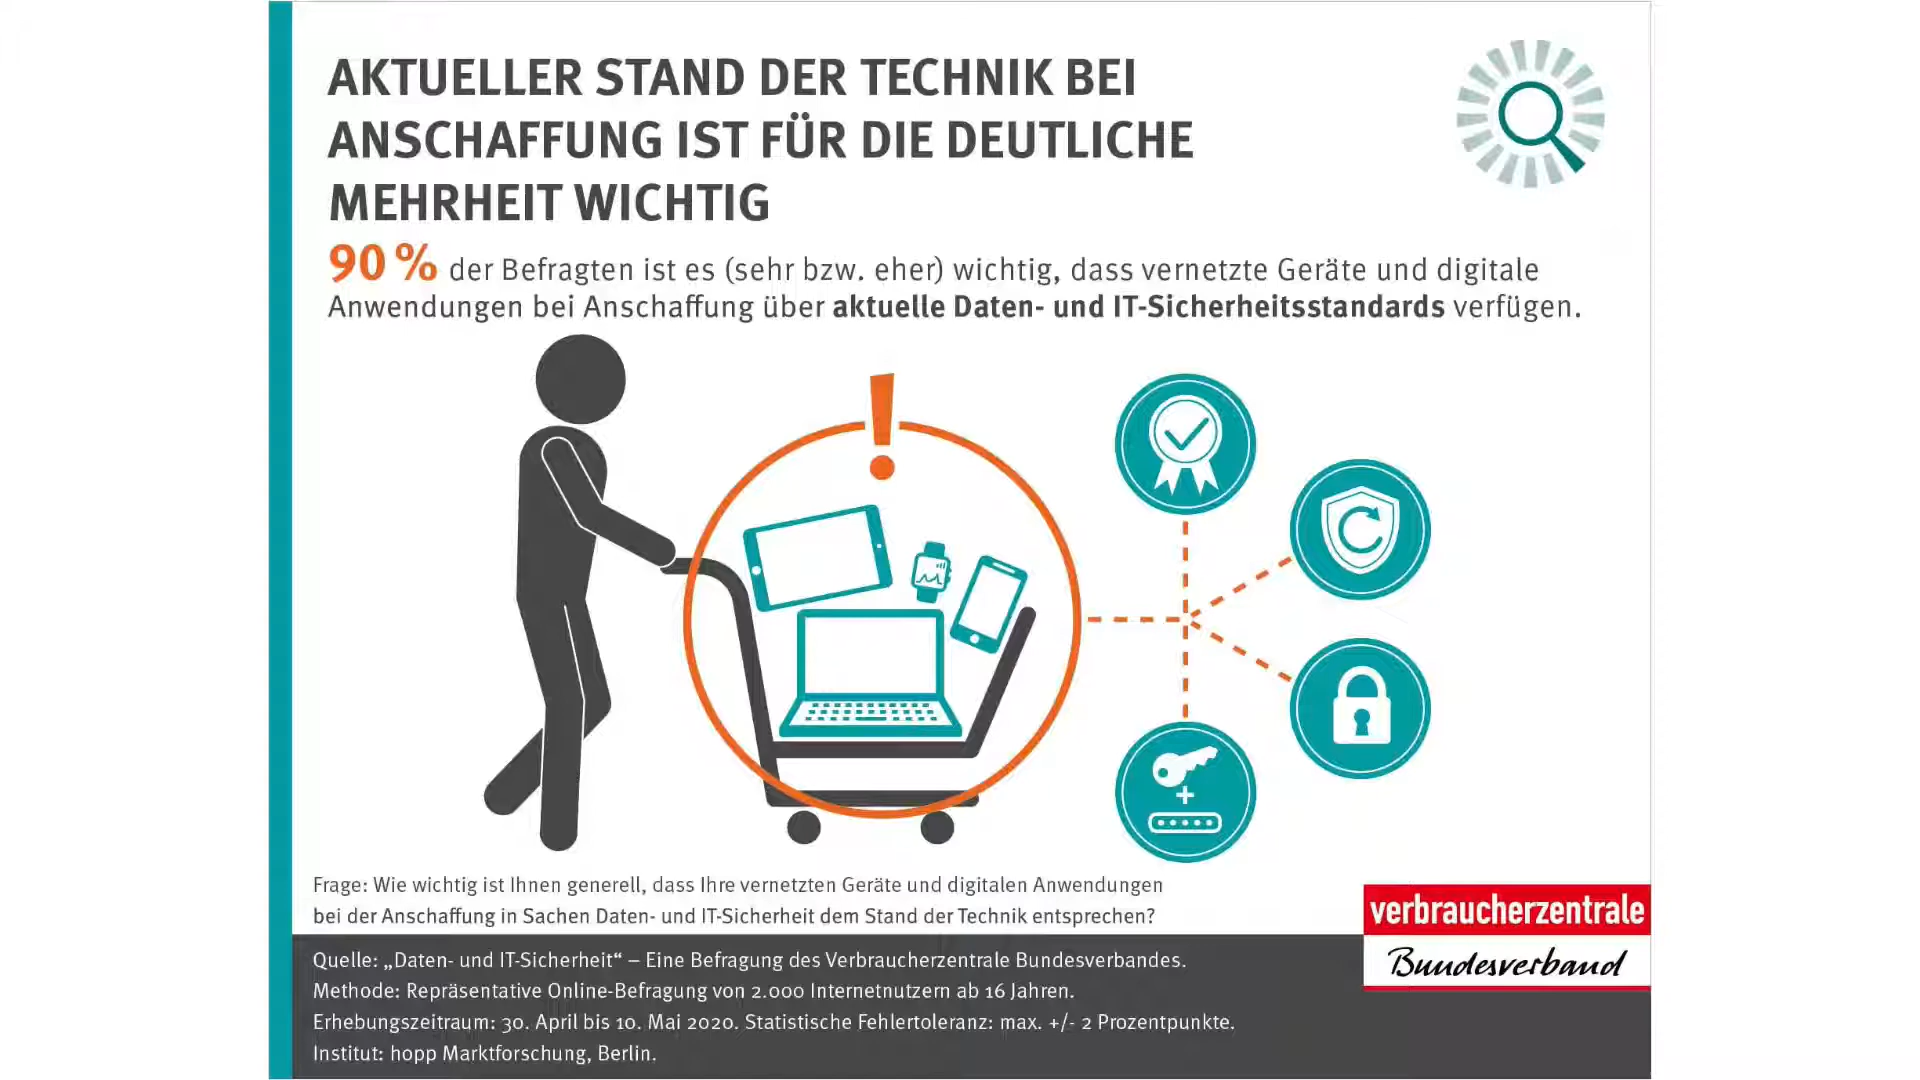 AKTUELLER STAND DER TECHNIK BEI
ANSCHAFFUNG IST FÜR DIE DEUTLICHE
MEHRHEIT WICHTIG
90 % der Befragten ist es (sehr bzw. eher) wichtig, dass vernetzte Geräte und digitale
Anwendungen bei Anschaffung über aktuelle Daten- und IT-Sicherheitsstandards verfügen.
Frage: Wie wichtig ist Ihnen generell, dass Ihre vernetzten Geräte und digitalen Anwendungen
bei der Anschaffung in Sachen Daten- und IT-Sicherheit dem Stand der Technik entsprechen?
verbraucherzentrale
Bundesverband
Quelle: „Daten- und IT-Sicherheit“ – Eine Befragung des Verbraucherzentrale Bundesverbandes.
Methode: Repräsentative Online-Befragung von 2.000 Internetnutzern ab 16 Jahren.
Erhebungszeitraum: 30. April bis 10. Mai 2020. Statistische Fehlertoleranz: max. +/- 2 Prozentpunkte.
Institut: hopp Marktforschung, Berlin.